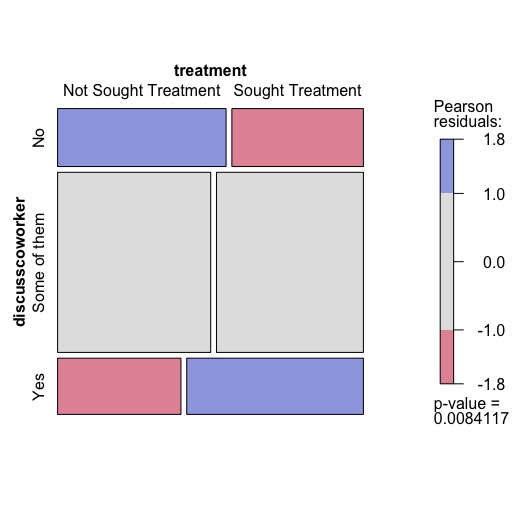 treatment
Not Sought Treatment Sought Treatment
discusscoworker
No
Some of them
Yes
Pearson
residuals:
1.8
1.0
0.0
-1.0
-1.8
p-value =
0.0084117